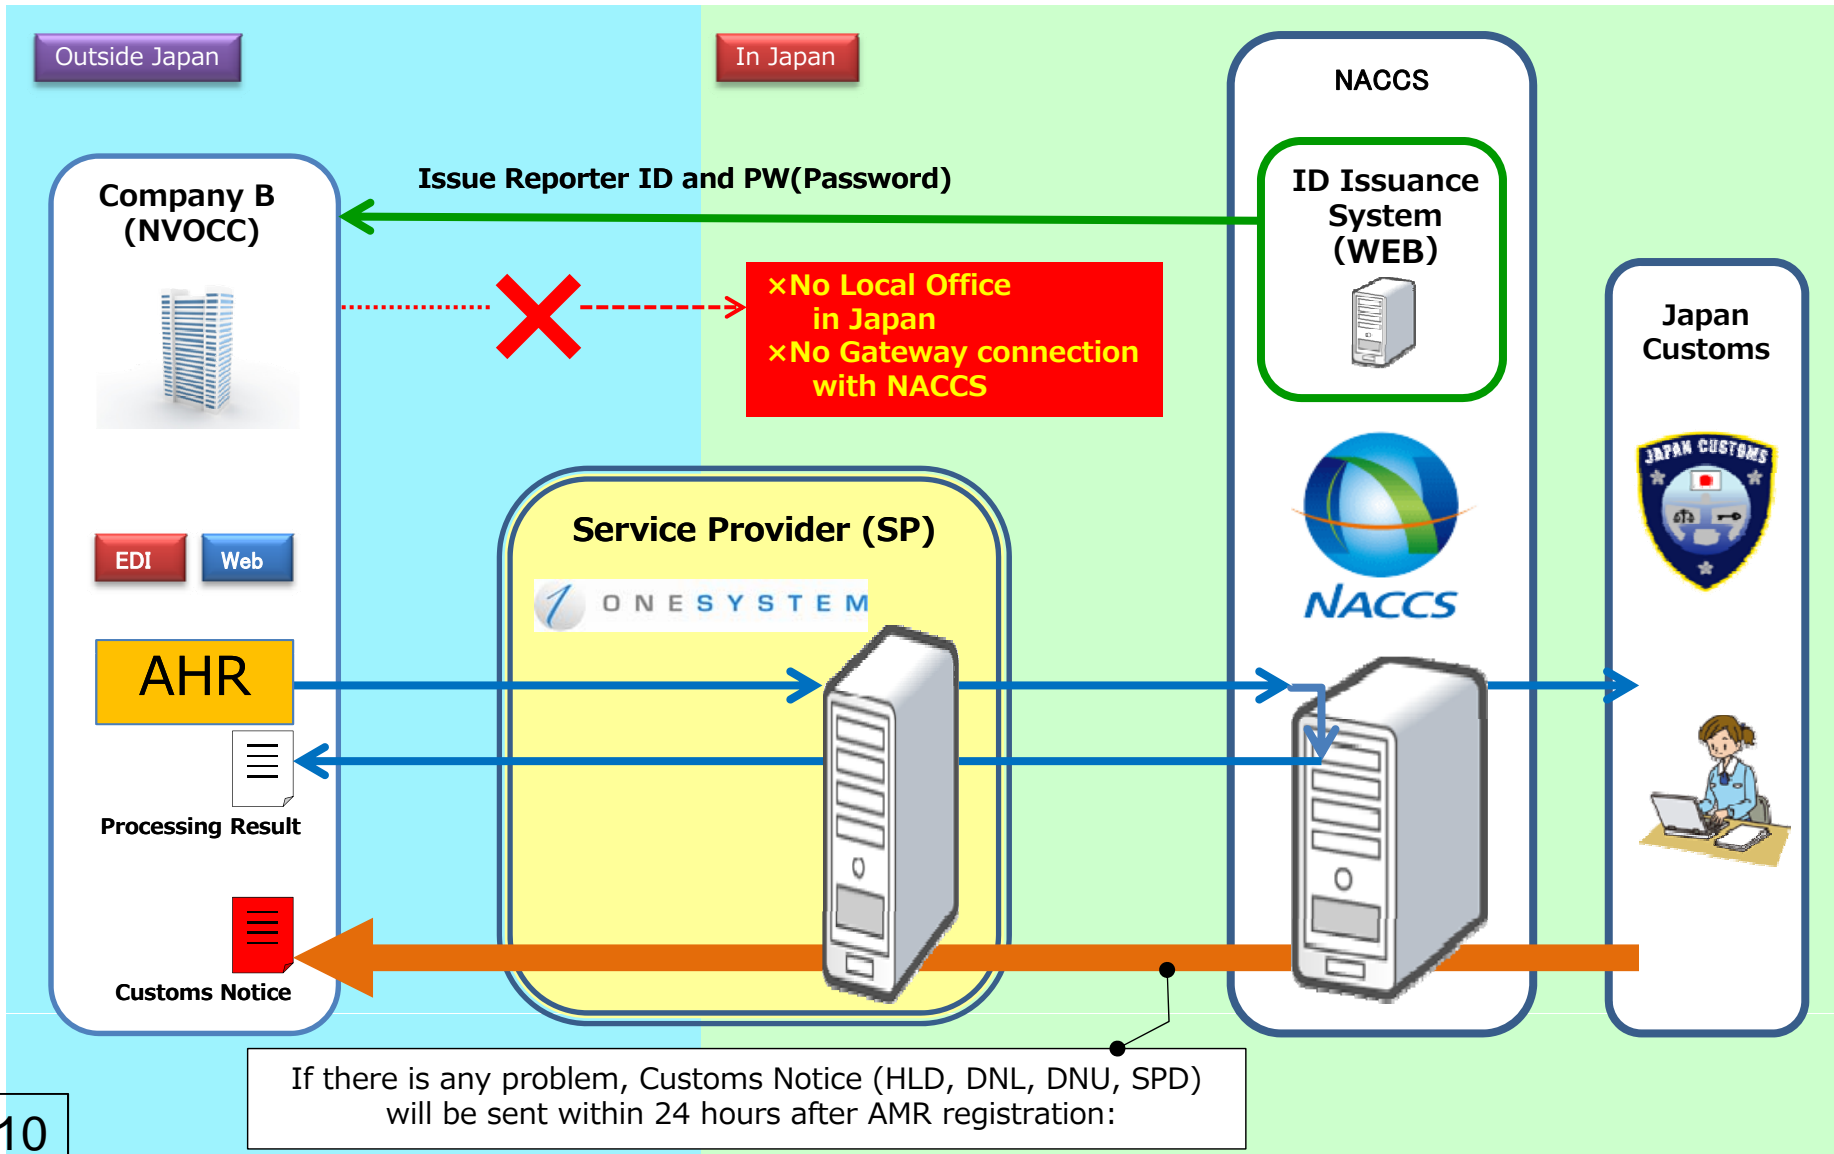 Outside Japan
In Japan
NACCS
Company B
(NVOCC)
Issue Reporter ID and PW(Password)
ID Issuance
System
(WEB)
×No Local Office
in Japan
×No Gateway connection
with NACCS
Japan
Customs
JAPAN CUSTOMS
Service Provider (SP)
EDI
Web
ONESYSTEM
NACCS
AHR
Processing Result
Customs Notice
If there is any problem, Customs Notice (HLD, DNL, DNU, SPD)
will be sent within 24 hours after AMR registration:
10